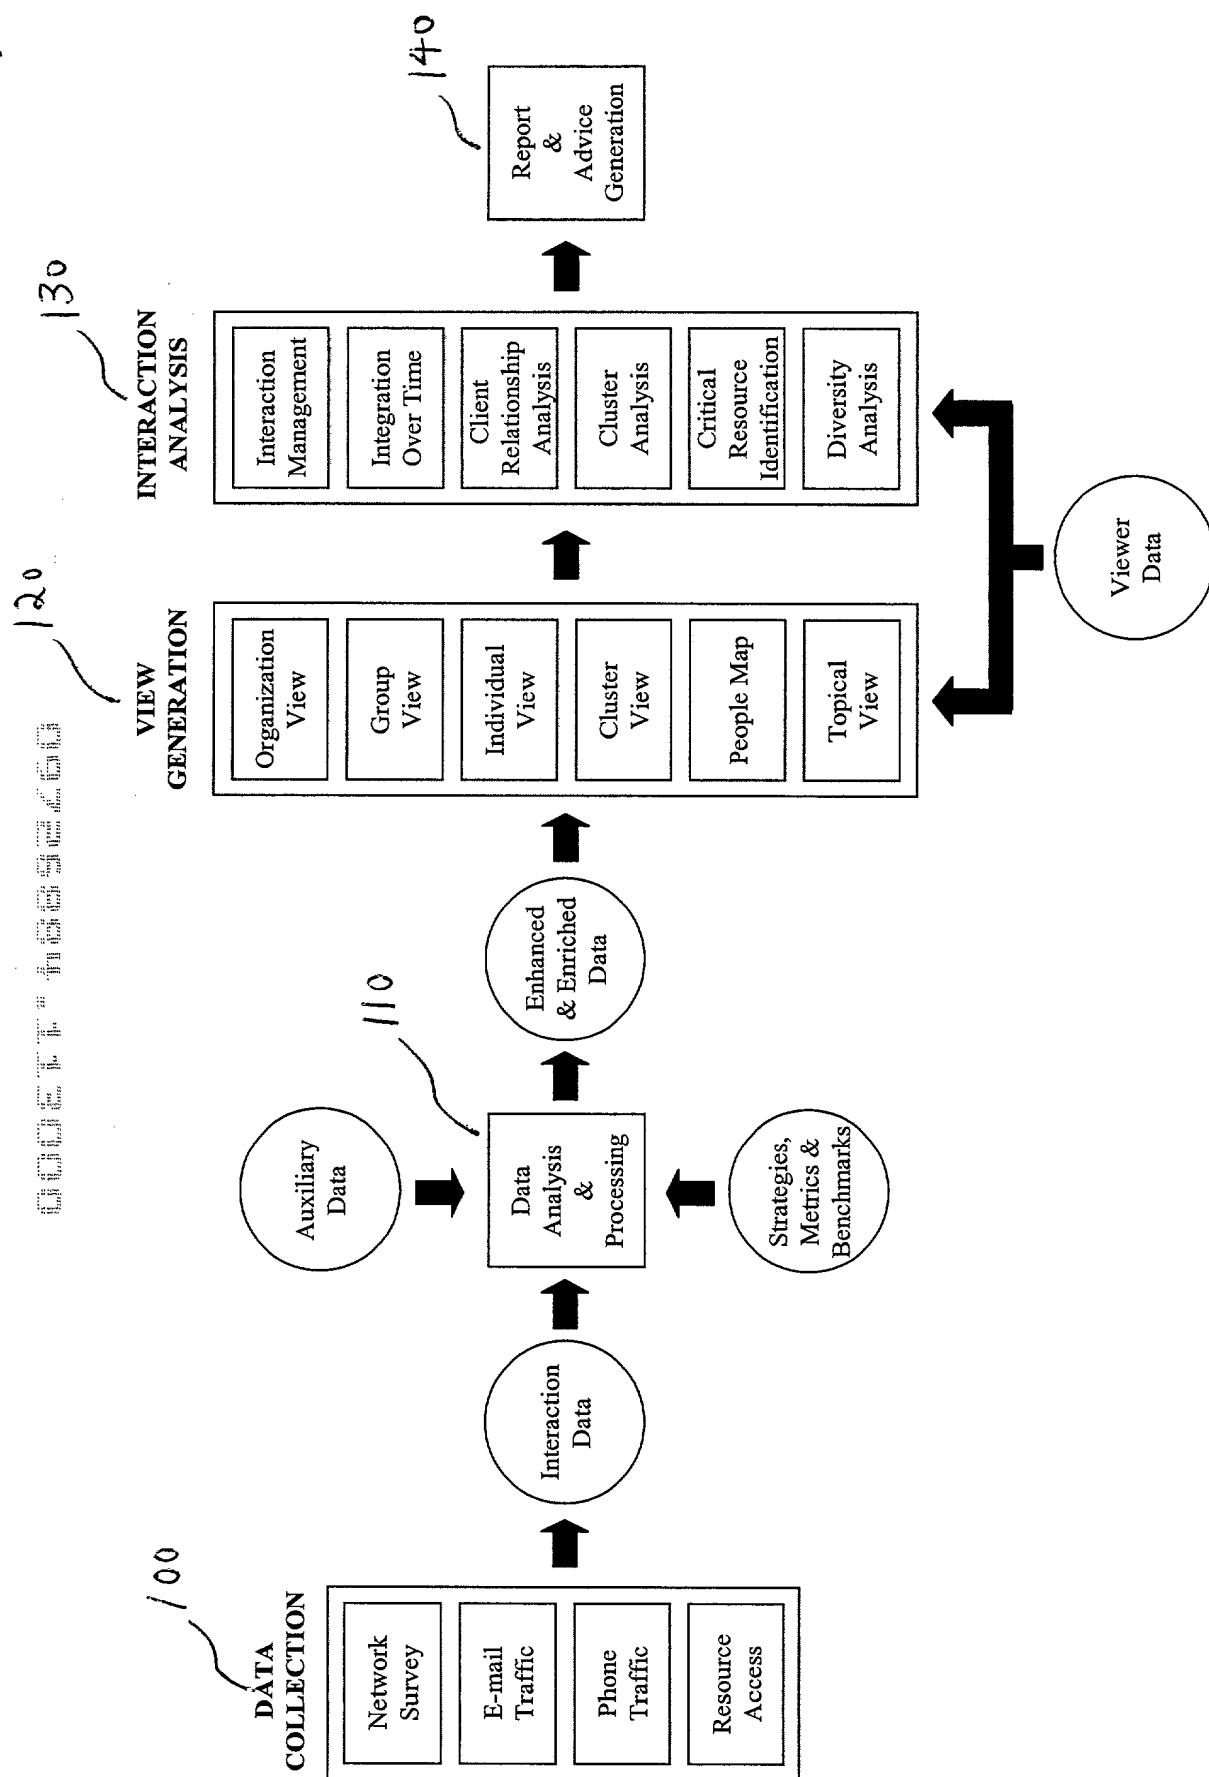 100
DATA
COLLECTION
Network
Survey
E-mail
Traffic
Phone
Traffic
Resource
Access
Interaction
Data
Auxiliary
Data
110
Data
Analysis
&
Processing
Strategies,
Metrics &
Benchmarks
Enhanced
& Enriched
Data
120
VIEW
GENERATION
Organization
View
Group
View
Individual
View
Cluster
View
People Map
Topical
View
130
INTERACTION
ANALYSIS
Interaction
Management
Integration
Over Time
Client
Relationship
Analysis
Cluster
Analysis
Critical
Resource
Identification
Diversity
Analysis
Viewer
Data
140
Report
&
Advice
Generation